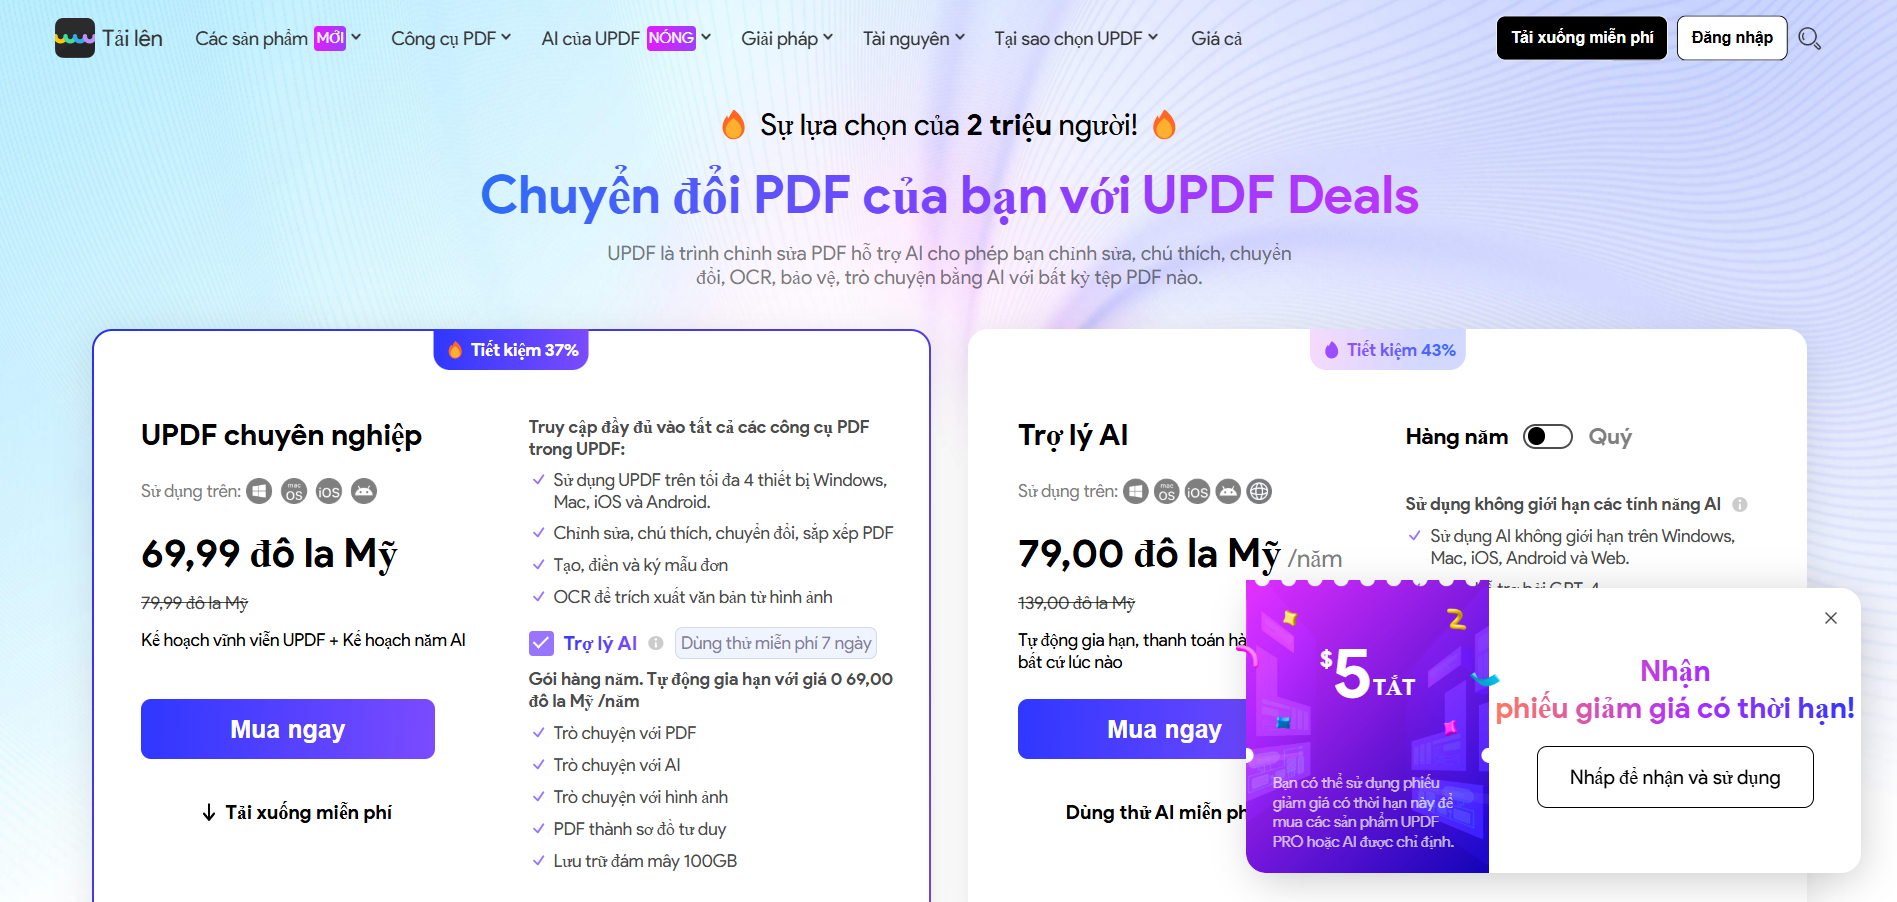 Tải lên
Các sản phẩm MỚI
Công cụ PDF
AI của UPDF NÓNG
Giải pháp
Tài nguyên
Tại sao chọn UPDF
Giá cả
Tải xuống miễn phí
Đăng nhập
Sự lựa chọn của 2 triệu người!
Chuyển đổi PDF của bạn với UPDF Deals
UPDF là trình chỉnh sửa PDF hỗ trợ AI cho phép bạn chỉnh sửa, chú thích, chuyển
đổi, OCR, bảo vệ, trò chuyện bằng AI với bất kỳ tệp PDF nào.
Tiết kiệm 37%
UPDF chuyên nghiệp
Sử dụng trên:
mac OS
iOS
69,99 đô la Mỹ
79,99 đô la Mỹ
Kế hoạch vĩnh viễn UPDF + Kế hoạch năm AI
Mua ngay
Tải xuống miễn phí
Truy cập đầy đủ vào tất cả các công cụ PDF
trong UPDF:
Sử dụng UPDF trên tối đa 4 thiết bị Windows,
Mac, iOS và Android.
Chỉnh sửa, chú thích, chuyển đổi, sắp xếp PDF
Tạo, điền và ký mẫu đơn
OCR để trích xuất văn bản từ hình ảnh
Trợ lý AI
Dùng thử miễn phí 7 ngày
Gói hàng năm. Tự động gia hạn với giá 0 69,00
đô la Mỹ /năm
Trò chuyện với PDF
Trò chuyện với AI
Trò chuyện với hình ảnh
PDF thành sơ đồ tư duy
Lưu trữ đám mây 100GB
Tiết kiệm 43%
Trợ lý AI
Sử dụng trên:
mac OS
iOS
79,00 đô la Mỹ /năm
139,00 đô la Mỹ
Tự động gia hạn, thanh toán
bất cứ lúc nào
Mua ngay
Dùng thử AI miễn
Hàng năm
Quý
Sử dụng không giới hạn các tính năng AI
Sử dụng AI không giới hạn trên Windows,
Mac, iOS, Android và Web.
$5 TẮT
Bạn có thể sử dụng phiếu
giảm giá có thời hạn này để
mua các sản phẩm UPDF
PRO hoặc AI được chỉ định.
Nhận
phiếu giảm giá có thời hạn!
Nhấp để nhận và sử dụng